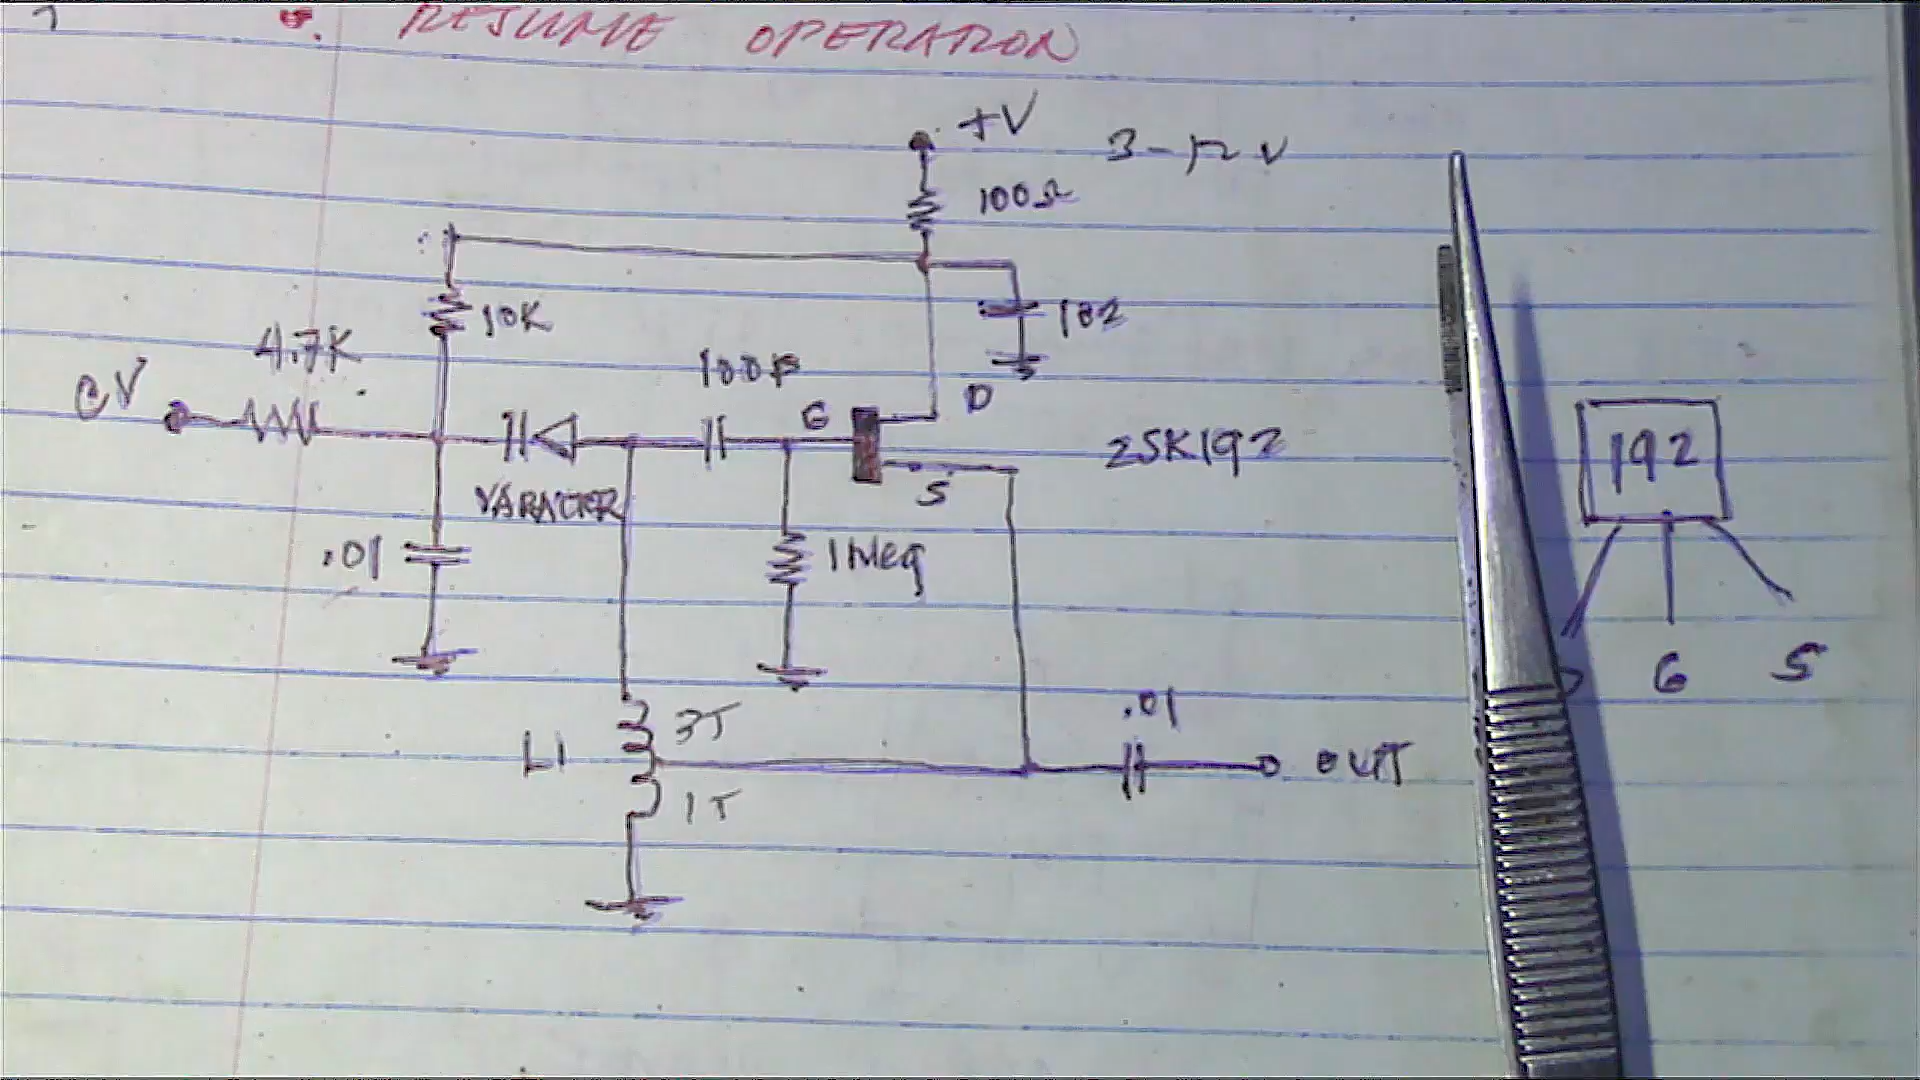 RESUME OPERATION
+V 3-12V
100Ω
10K 102
4.7K
CV 100P G D
2SK192 192
VARACTER S
.01 1Meg
G S
.01
L1 3T
OUT
1T